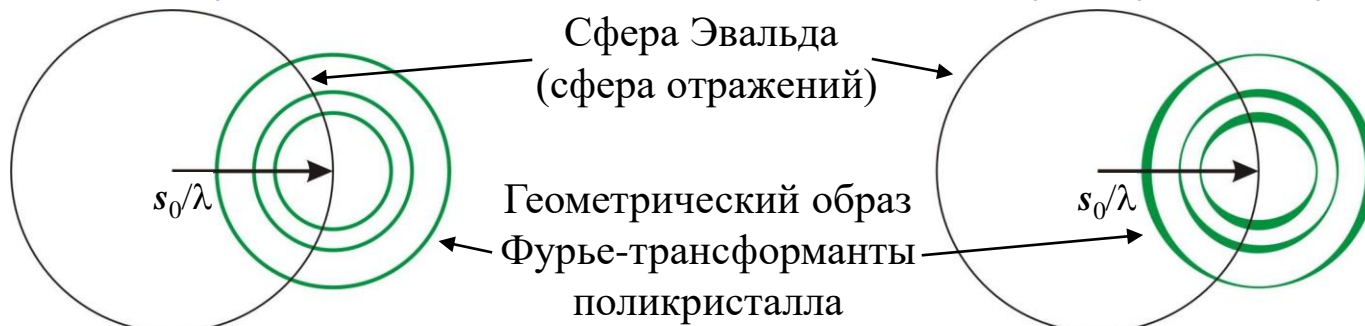 Сфера Эвальда
(сфера отражений)
s₀/λ
s₀/λ
Геометрический образ
Фурье-трансформанты
поликристалла